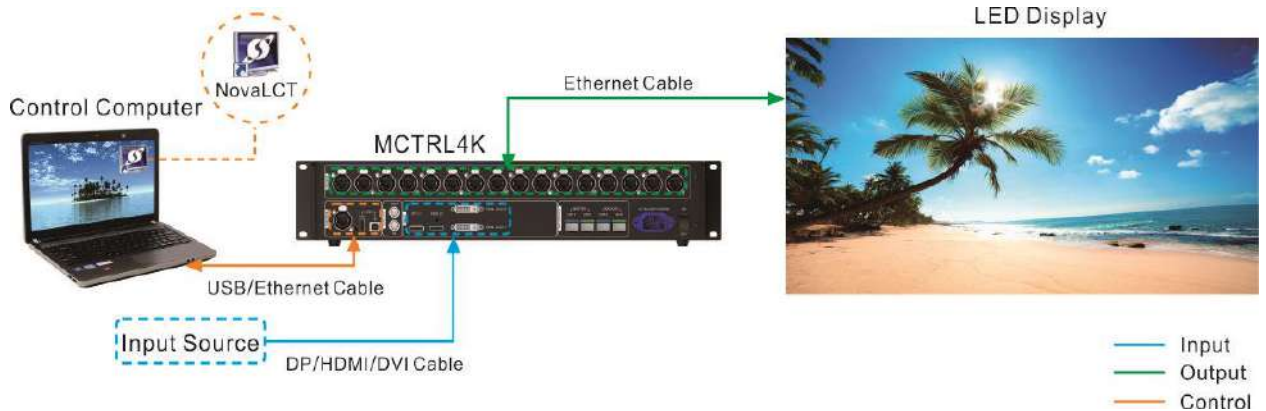 LED Display
NovaLCT
Control Computer
Ethernet Cable
MCTRL4K
USB/Ethernet Cable
Input Source
DP/HDMI/DVI Cable
Input
Output
Control